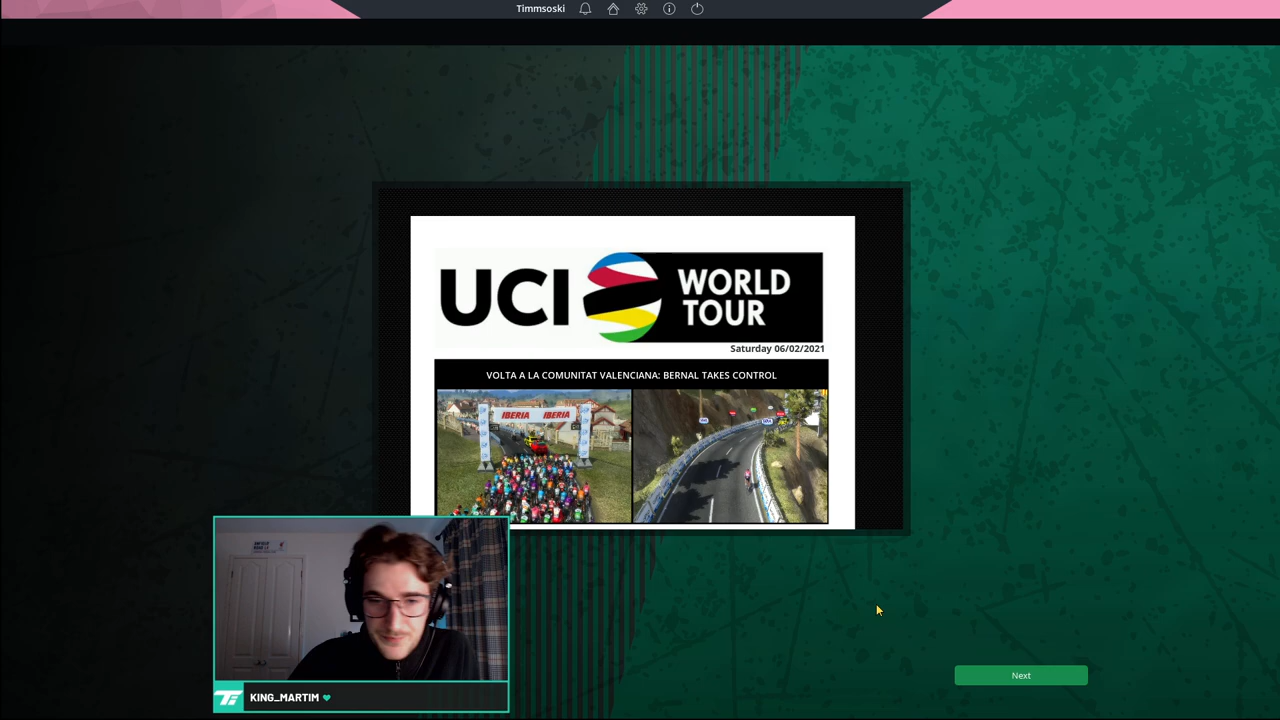 Timmsoski
UCI WORLD
TOUR
Saturday 06/02/2021
VOLTA A LA COMUNITAT VALENCIANA: BERNAL TAKES CONTROL
IBERIA IBERIA
KING_MARTIM
Next